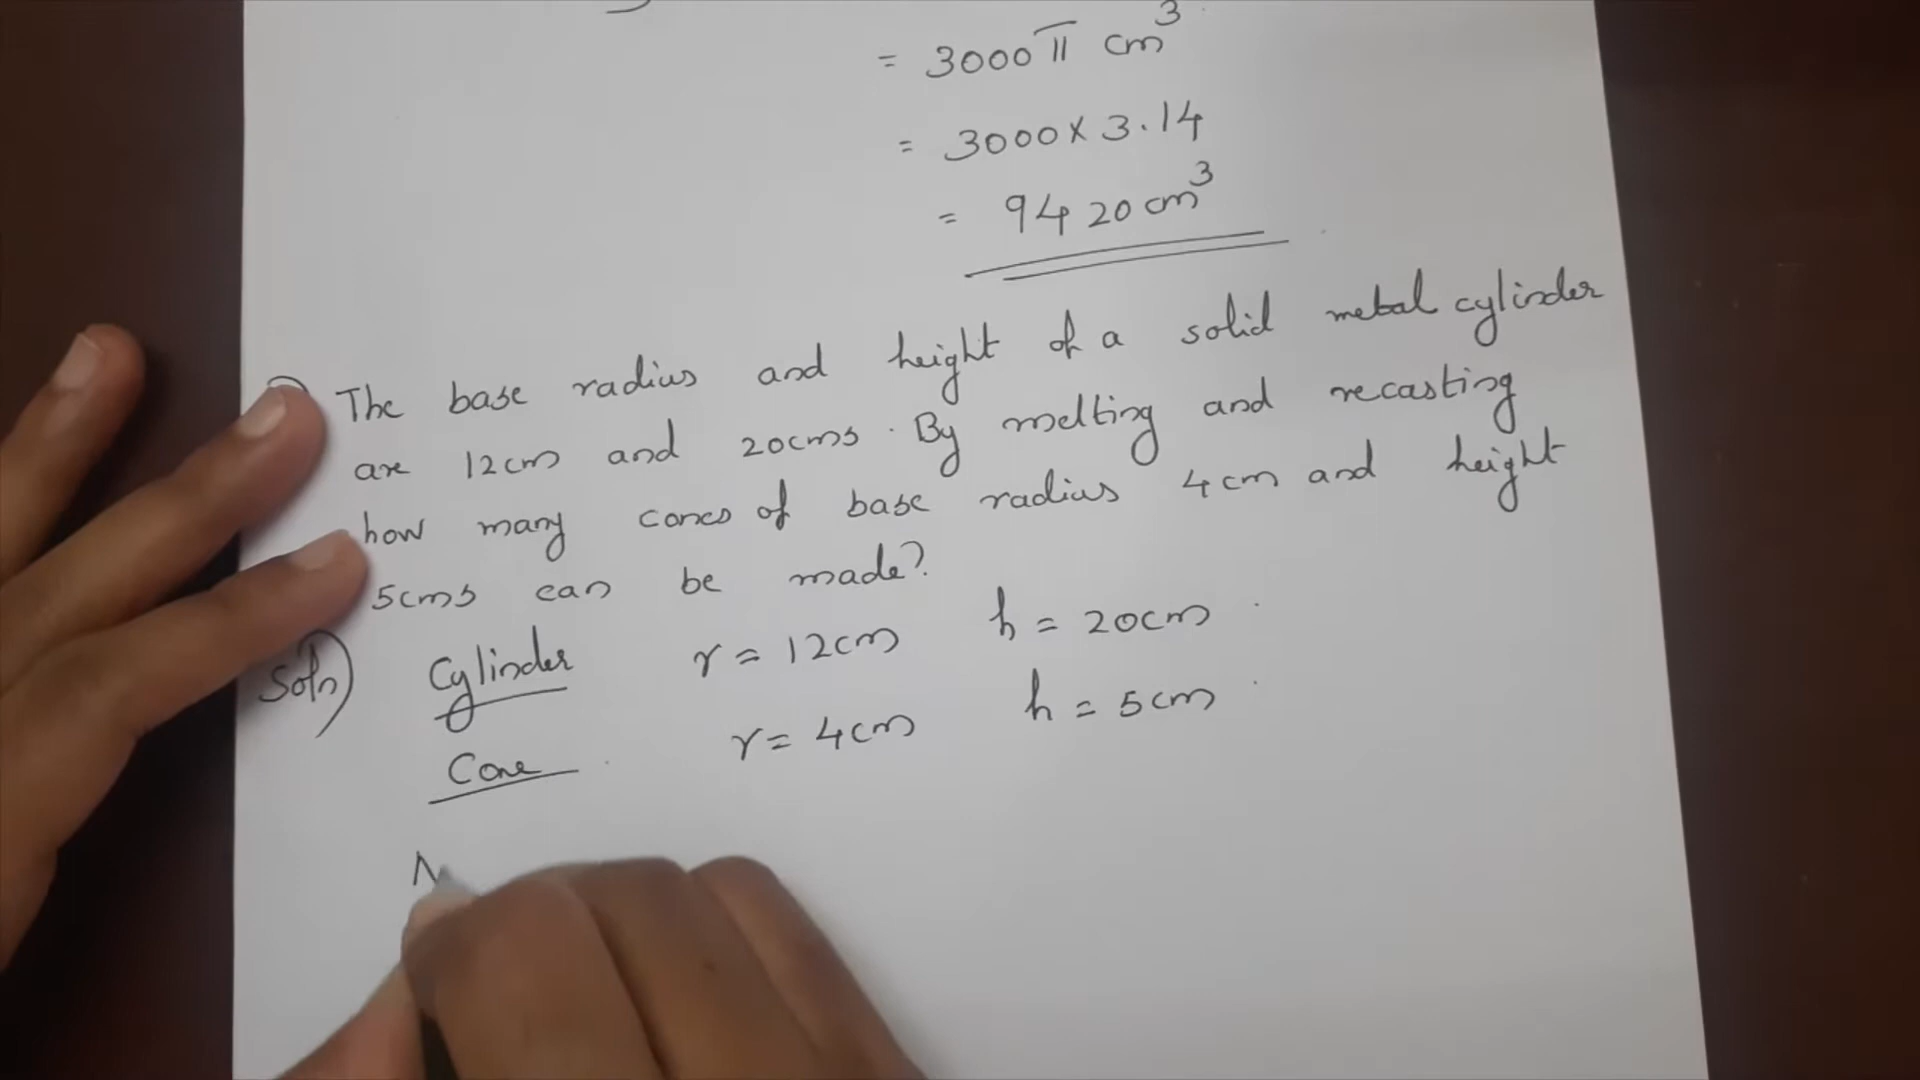 = 3000 π cm³
= 3000 x 3.14
= 9420 cm³
The base radius and height of a solid metal cylinder
are 12cm and 20cms. By melting and recasting
how many cones of base radius 4cm and height
5cms can be made?
Soln) Cylinder r = 12cm h = 20cm
Cone r = 4cm h = 5cm
N